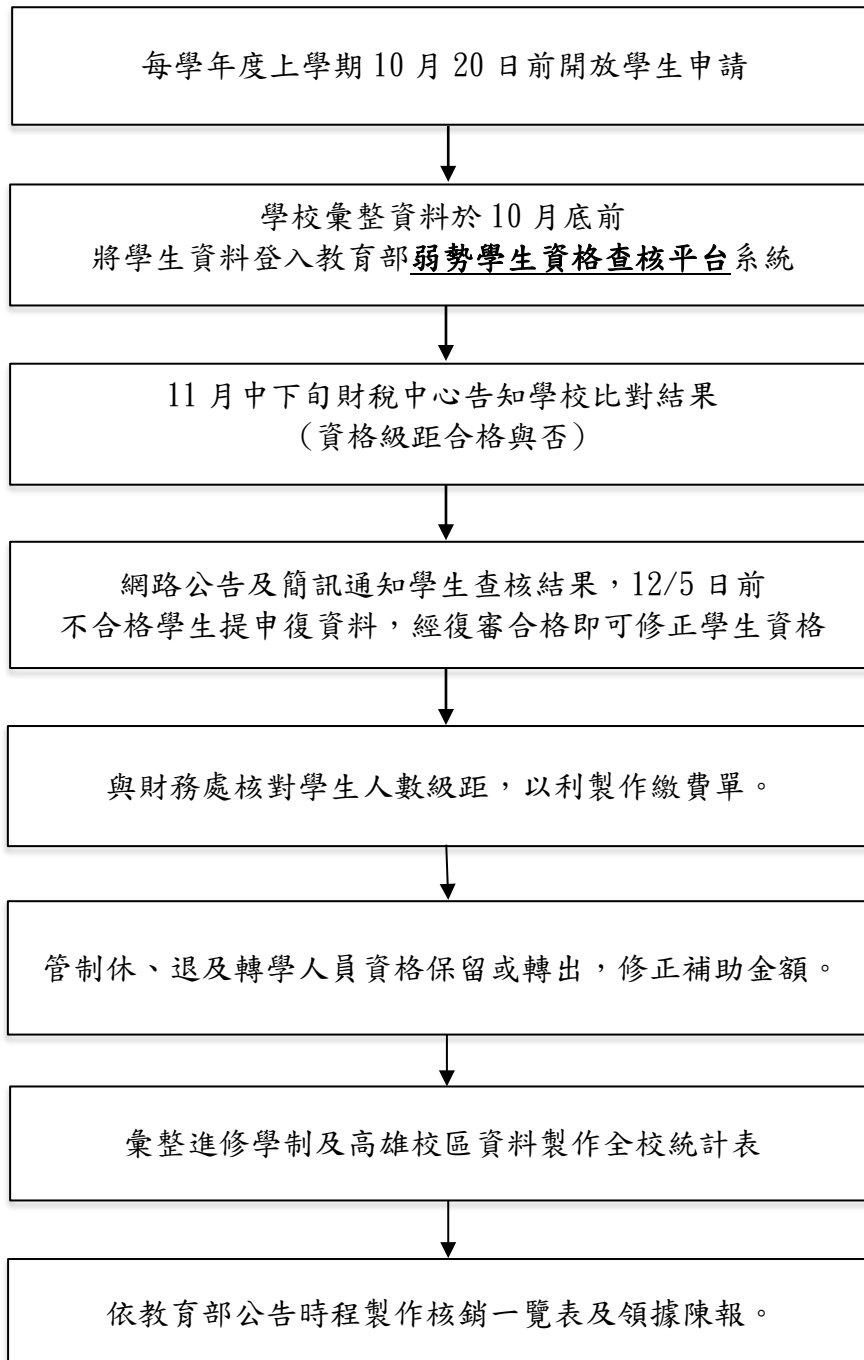 每學年度上學期 10 月 20 日前開放學生申請
學校彙整資料於 10 月底前
將學生資料登入教育部弱勢學生資格查核平台系統
11 月中下旬財稅中心告知學校比對結果
（資格級距合格與否）
網路公告及簡訊通知學生查核結果，12/5 日前
不合格學生提申復資料，經復審合格即可修正學生資格
與財務處核對學生人數級距，以利製作繳費單。
管制休、退及轉學人員資格保留或轉出，修正補助金額。
彙整進修學制及高雄校區資料製作全校統計表
依教育部公告時程製作核銷一覽表及領據陳報。